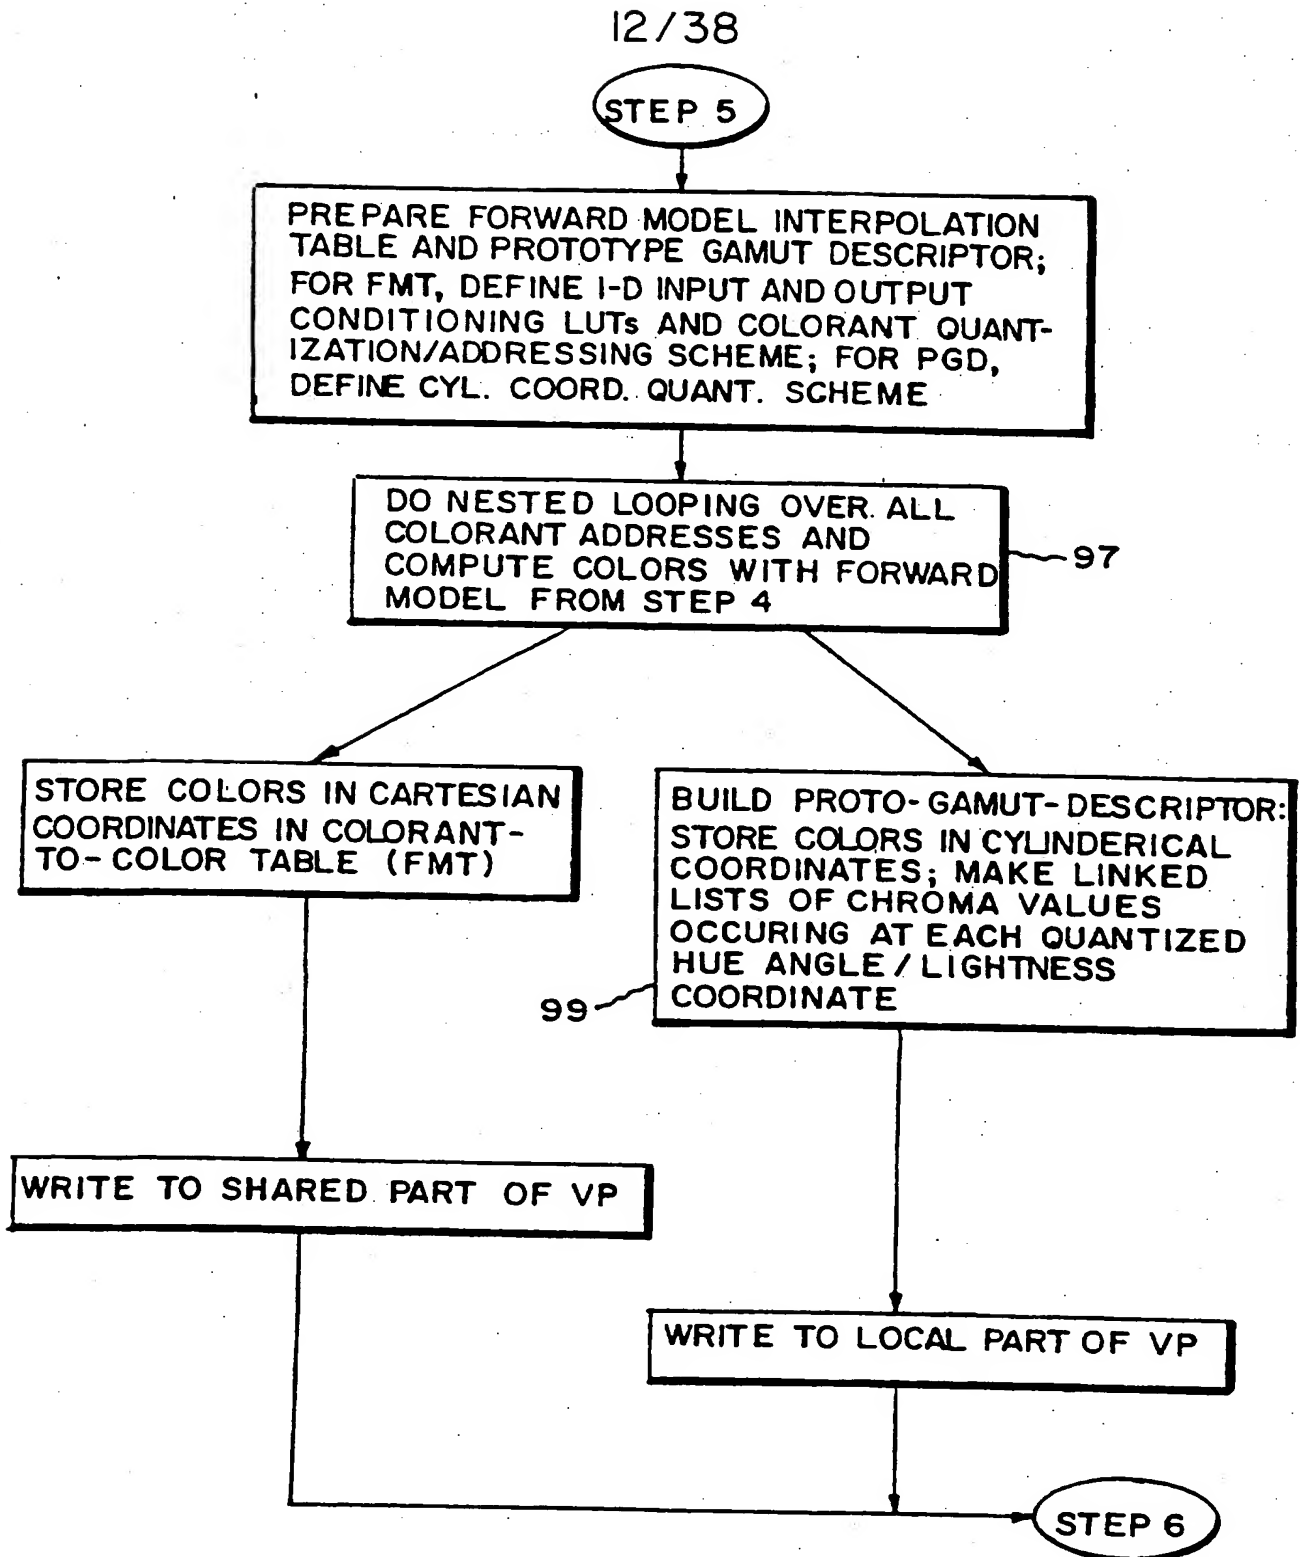 12/38
STEP 5
PREPARE FORWARD MODEL INTERPOLATION
TABLE AND PROTOTYPE GAMUT DESCRIPTOR;
FOR FMT, DEFINE 1-D INPUT AND OUTPUT
CONDITIONING LUTs AND COLORANT QUANT-
IZATION/ADDRESSING SCHEME; FOR PGD,
DEFINE CYL. COORD. QUANT. SCHEME
DO NESTED LOOPING OVER ALL
COLORANT ADDRESSES AND
COMPUTE COLORS WITH FORWARD
MODEL FROM STEP 4
97
STORE COLORS IN CARTESIAN
COORDINATES IN COLORANT-
TO-COLOR TABLE (FMT)
BUILD PROTO-GAMUT-DESCRIPTOR:
STORE COLORS IN CYLINDERICAL
COORDINATES; MAKE LINKED
LISTS OF CHROMA VALUES
OCCURING AT EACH QUANTIZED
HUE ANGLE/LIGHTNESS
COORDINATE
99
WRITE TO SHARED PART OF VP
WRITE TO LOCAL PART OF VP
STEP 6